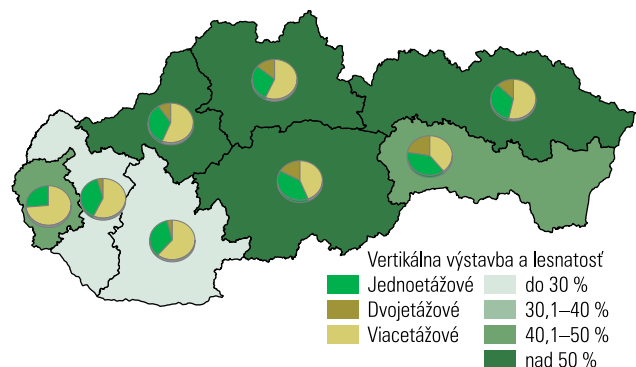 Vertikálna výstavba a lesnatosť
Jednoetážové
do 30 %
Dvojetážové
30,1–40 %
Viacetážové
40,1–50 %
nad 50 %